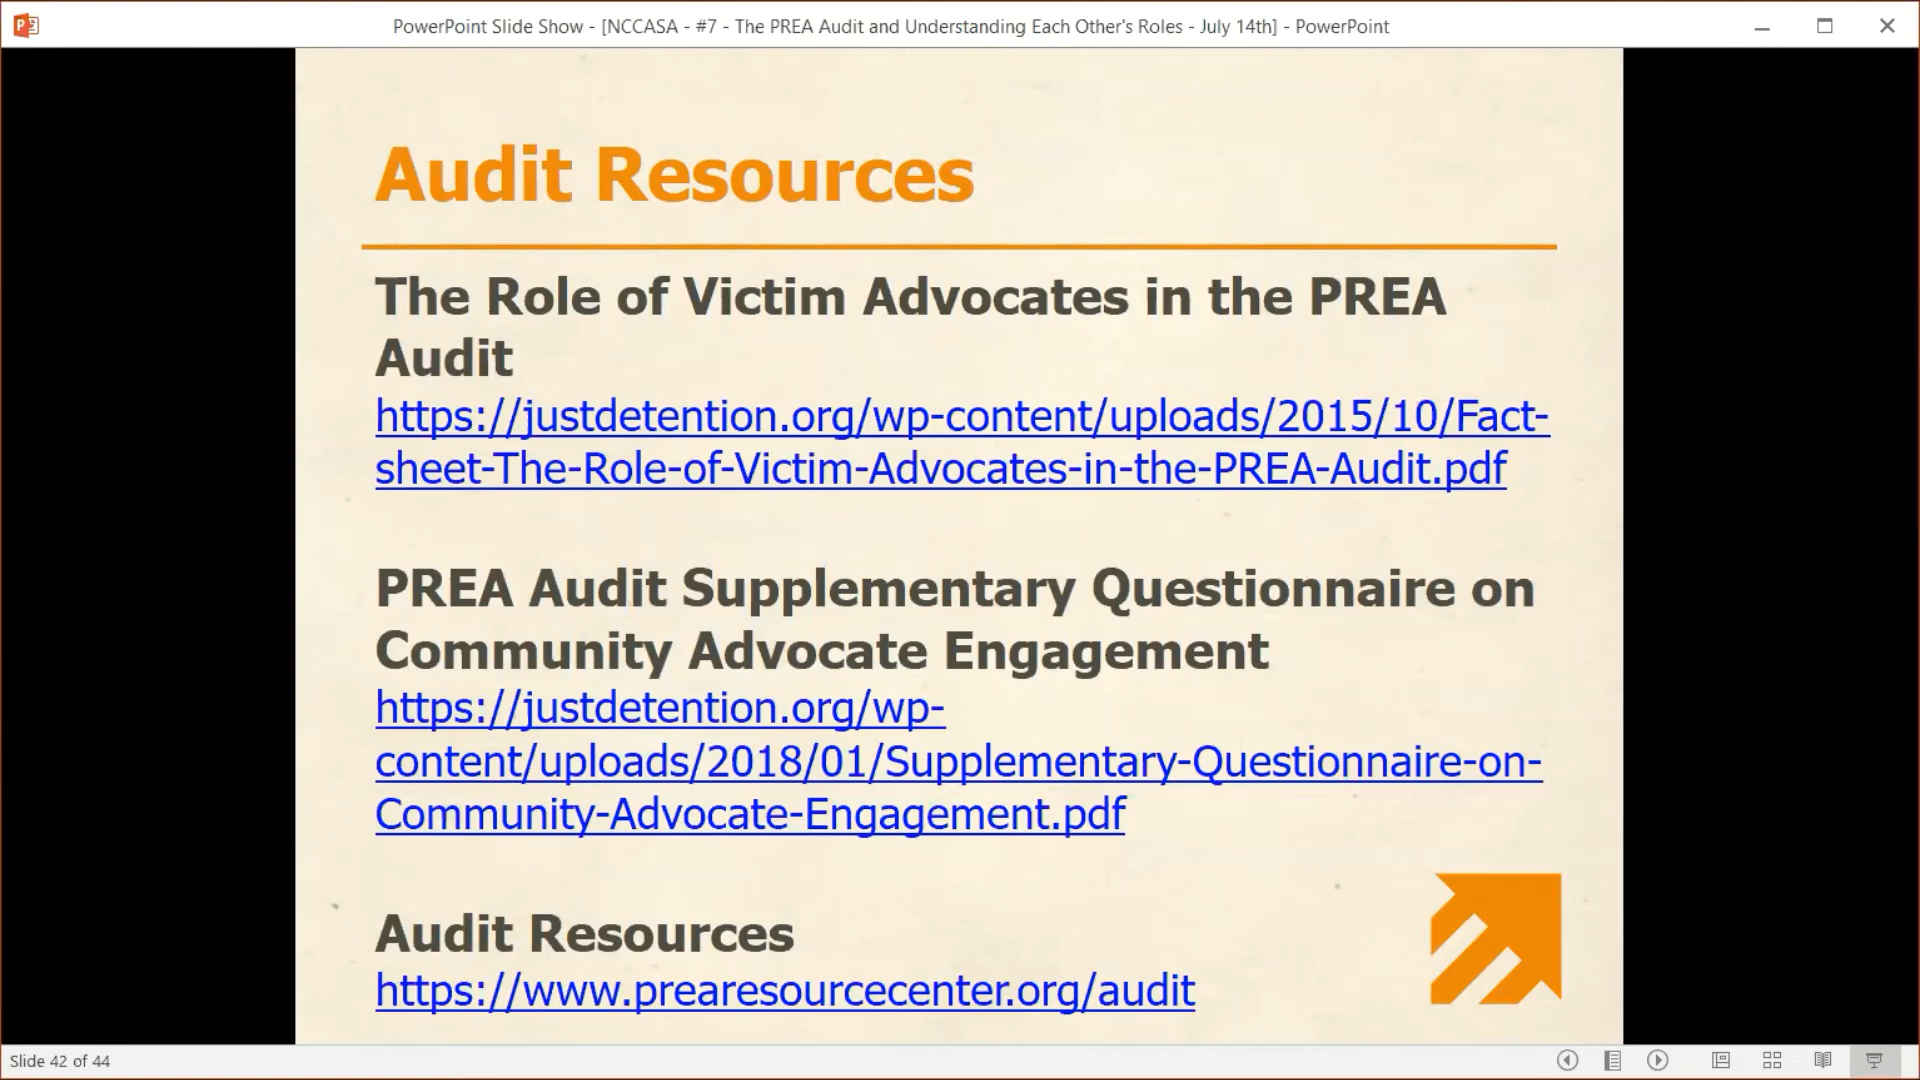 PowerPoint Slide Show - [NCCASA - #7 - The PREA Audit and Understanding Each Other's Roles - July 14th] - PowerPoint
Audit Resources
The Role of Victim Advocates in the PREA
Audit
https://justdetention.org/wp-content/uploads/2015/10/Fact-
sheet-The-Role-of-Victim-Advocates-in-the-PREA-Audit.pdf
PREA Audit Supplementary Questionnaire on
Community Advocate Engagement
https://justdetention.org/wp-
content/uploads/2018/01/Supplementary-Questionnaire-on-
Community-Advocate-Engagement.pdf
Audit Resources
https://www.prearesourcecenter.org/audit
Slide 42 of 44